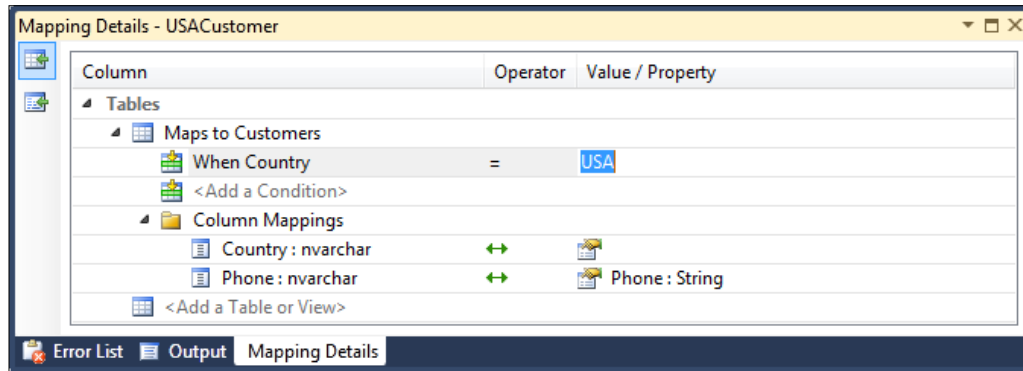 Mapping Details - USACustomer
Column Operator Value / Property
Tables
Maps to Customers
When Country = USA
<Add a Condition>
Column Mappings
Country : nvarchar
Phone : nvarchar Phone : String
<Add a Table or View>
Error List Output Mapping Details